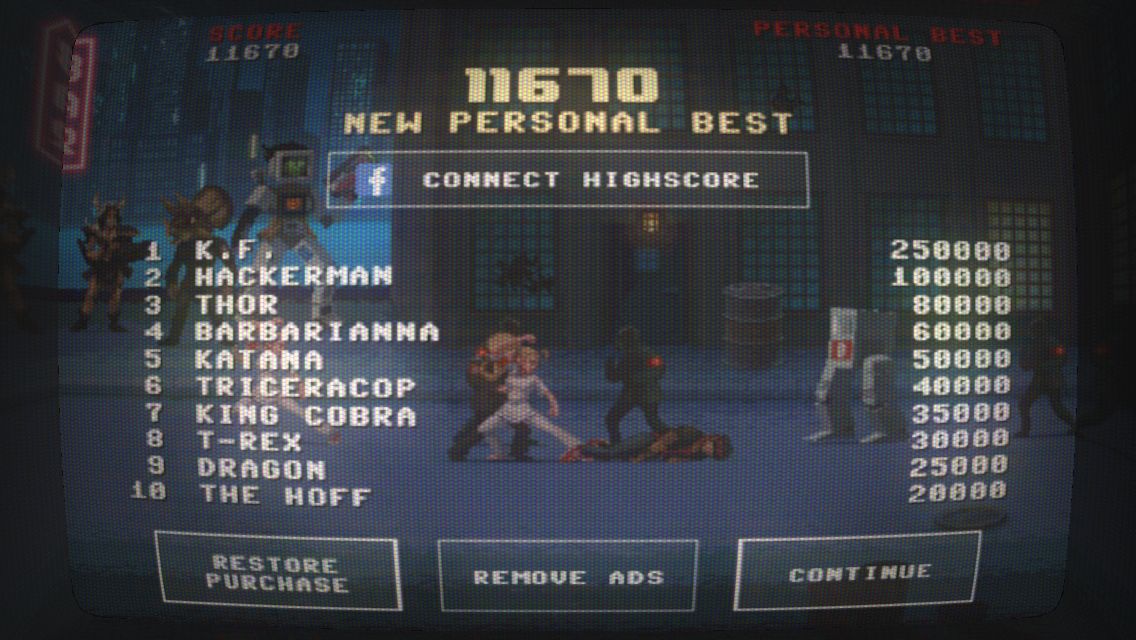 SCORE
11670
PERSONAL BEST
11670
11670
NEW PERSONAL BEST
f CONNECT HIGHSCORE
1 K.F. 250000
2 HACKERMAN 100000
3 THOR 80000
4 BARBARIANNA 60000
5 KATANA 50000
6 TRICERACOP 40000
7 KING COBRA 35000
8 T-REX 30000
9 DRAGON 25000
10 THE HOFF 20000
RESTORE
PURCHASE
REMOVE ADS
CONTINUE